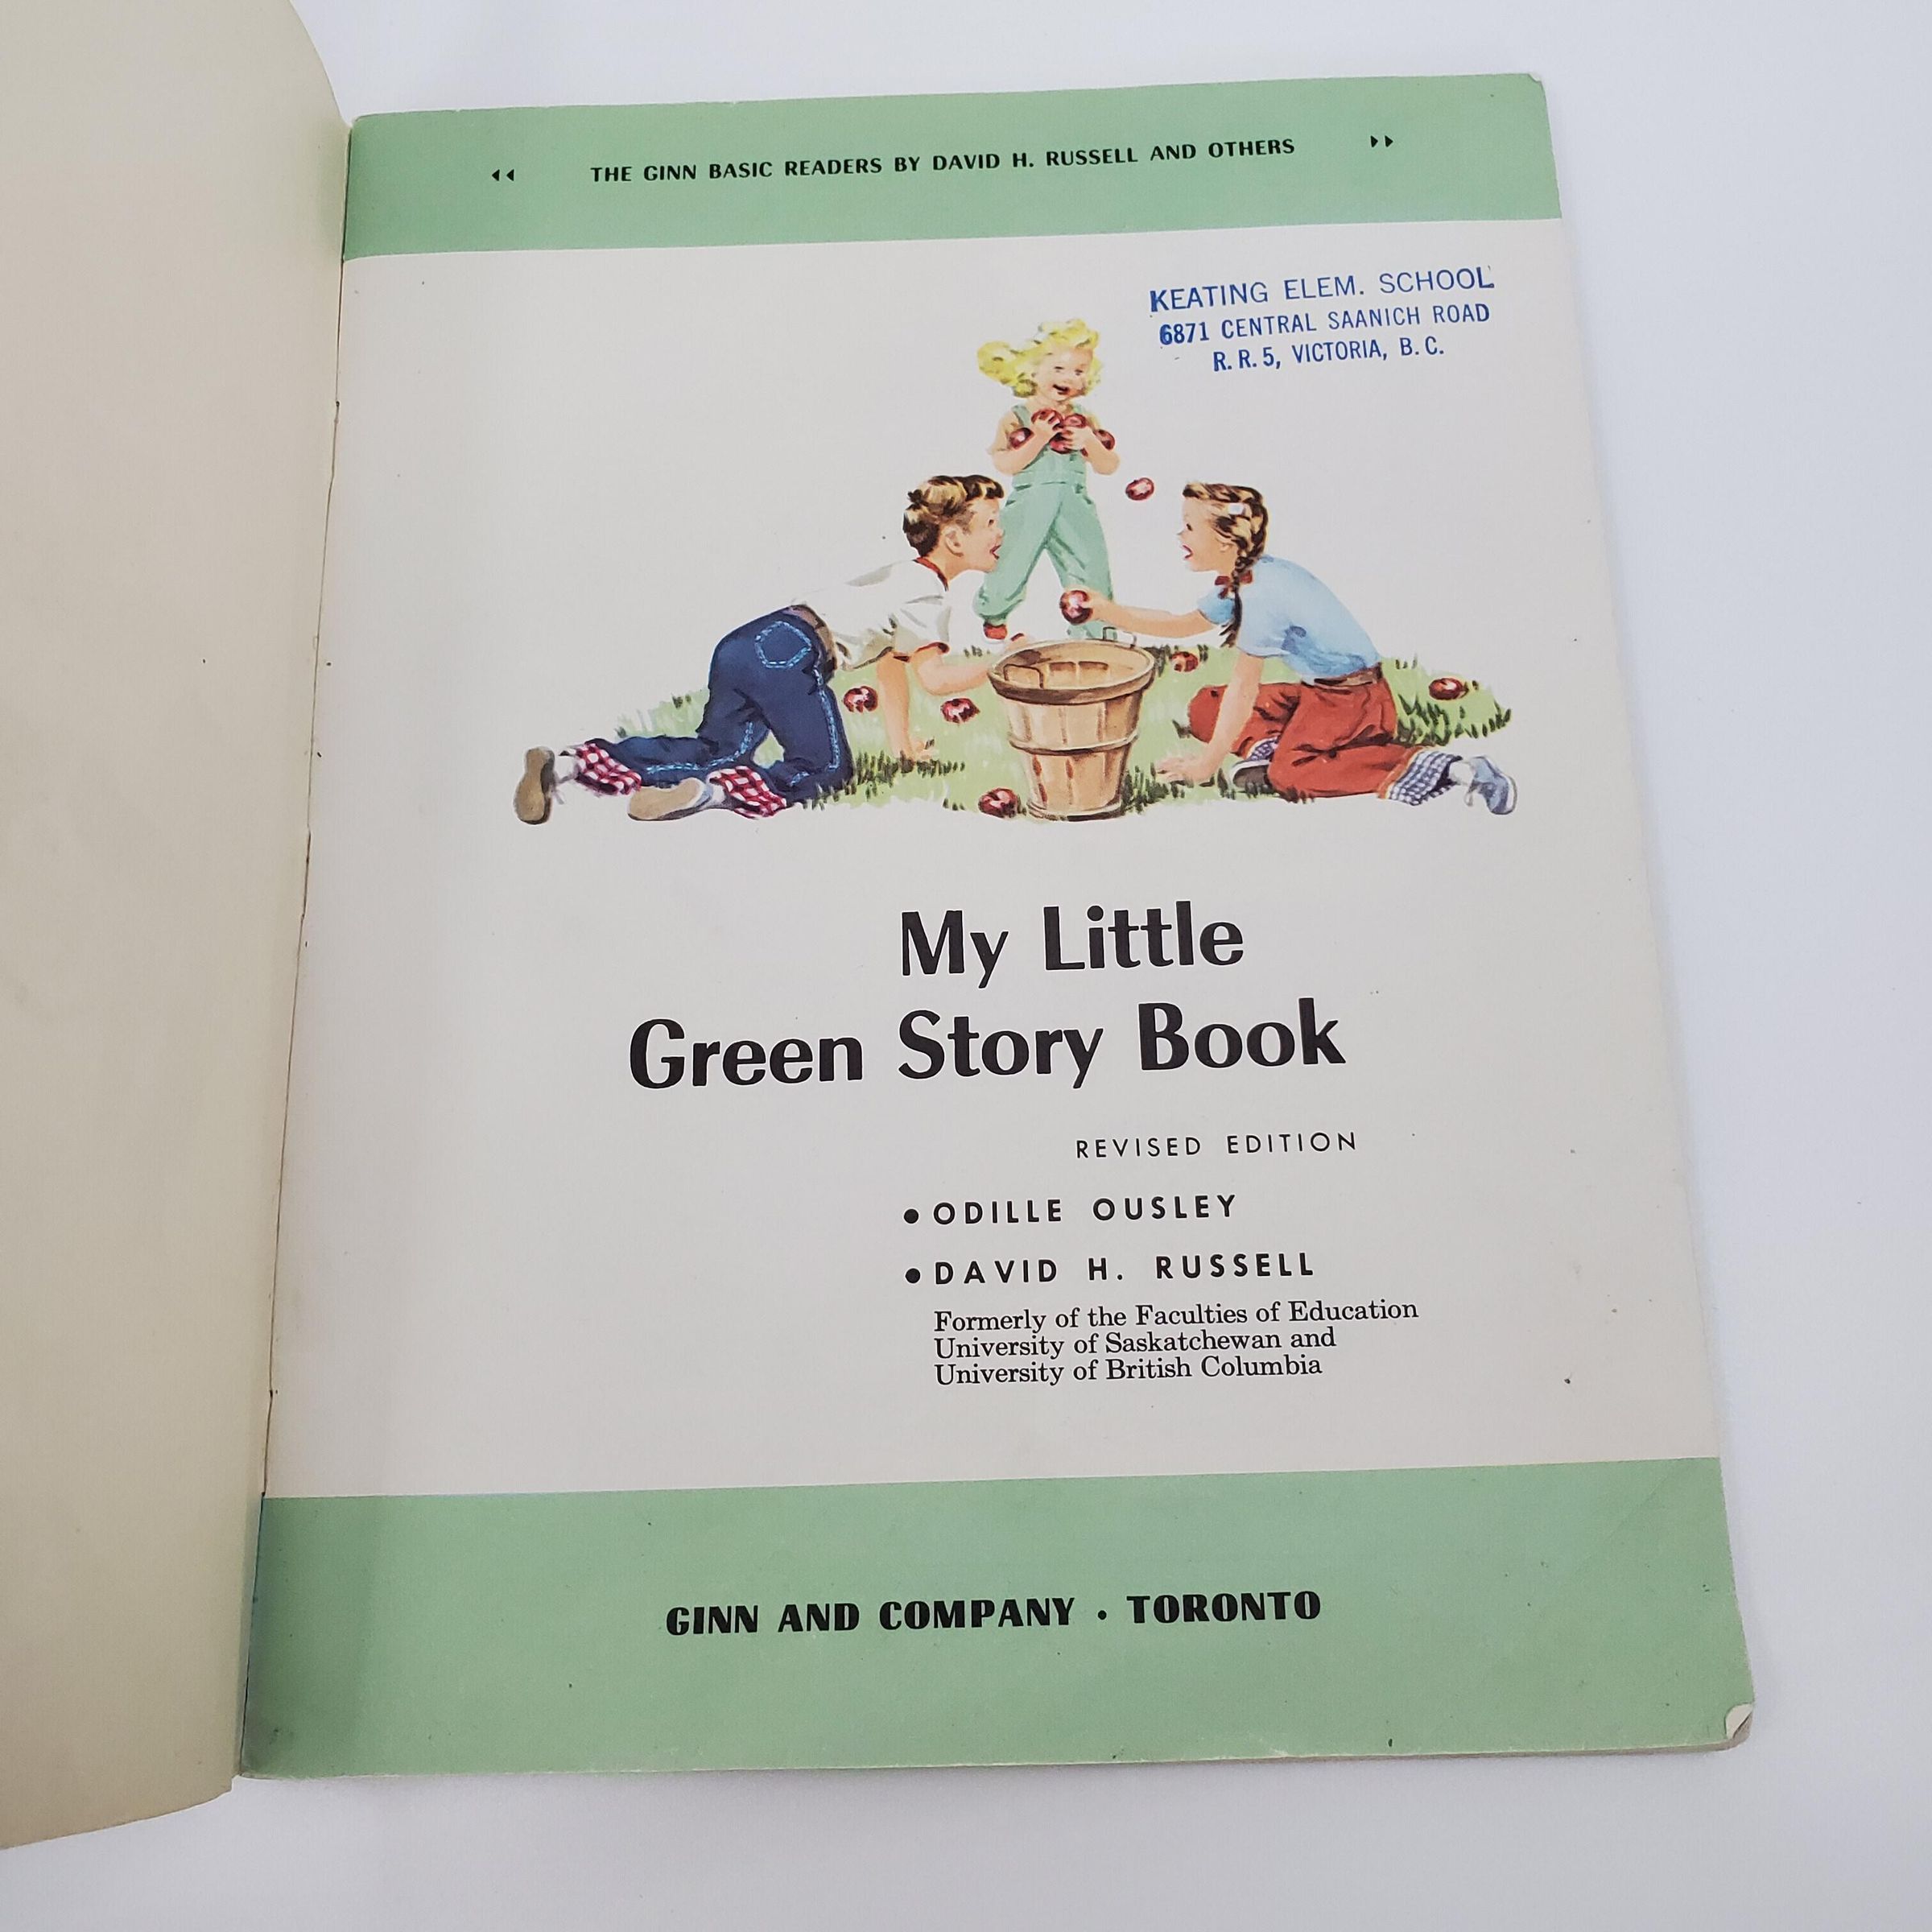 THE GINN BASIC READERS BY DAVID H. RUSSELL AND OTHERS
KEATING ELEM. SCHOOL
6871 CENTRAL SAANICH ROAD
R. R. 5, VICTORIA, B. C.
My Little
Green Story Book
REVISED EDITION
• ODILLE OUSLEY
• DAVID H. RUSSELL
Formerly of the Faculties of Education
University of Saskatchewan and
University of British Columbia
GINN AND COMPANY · TORONTO